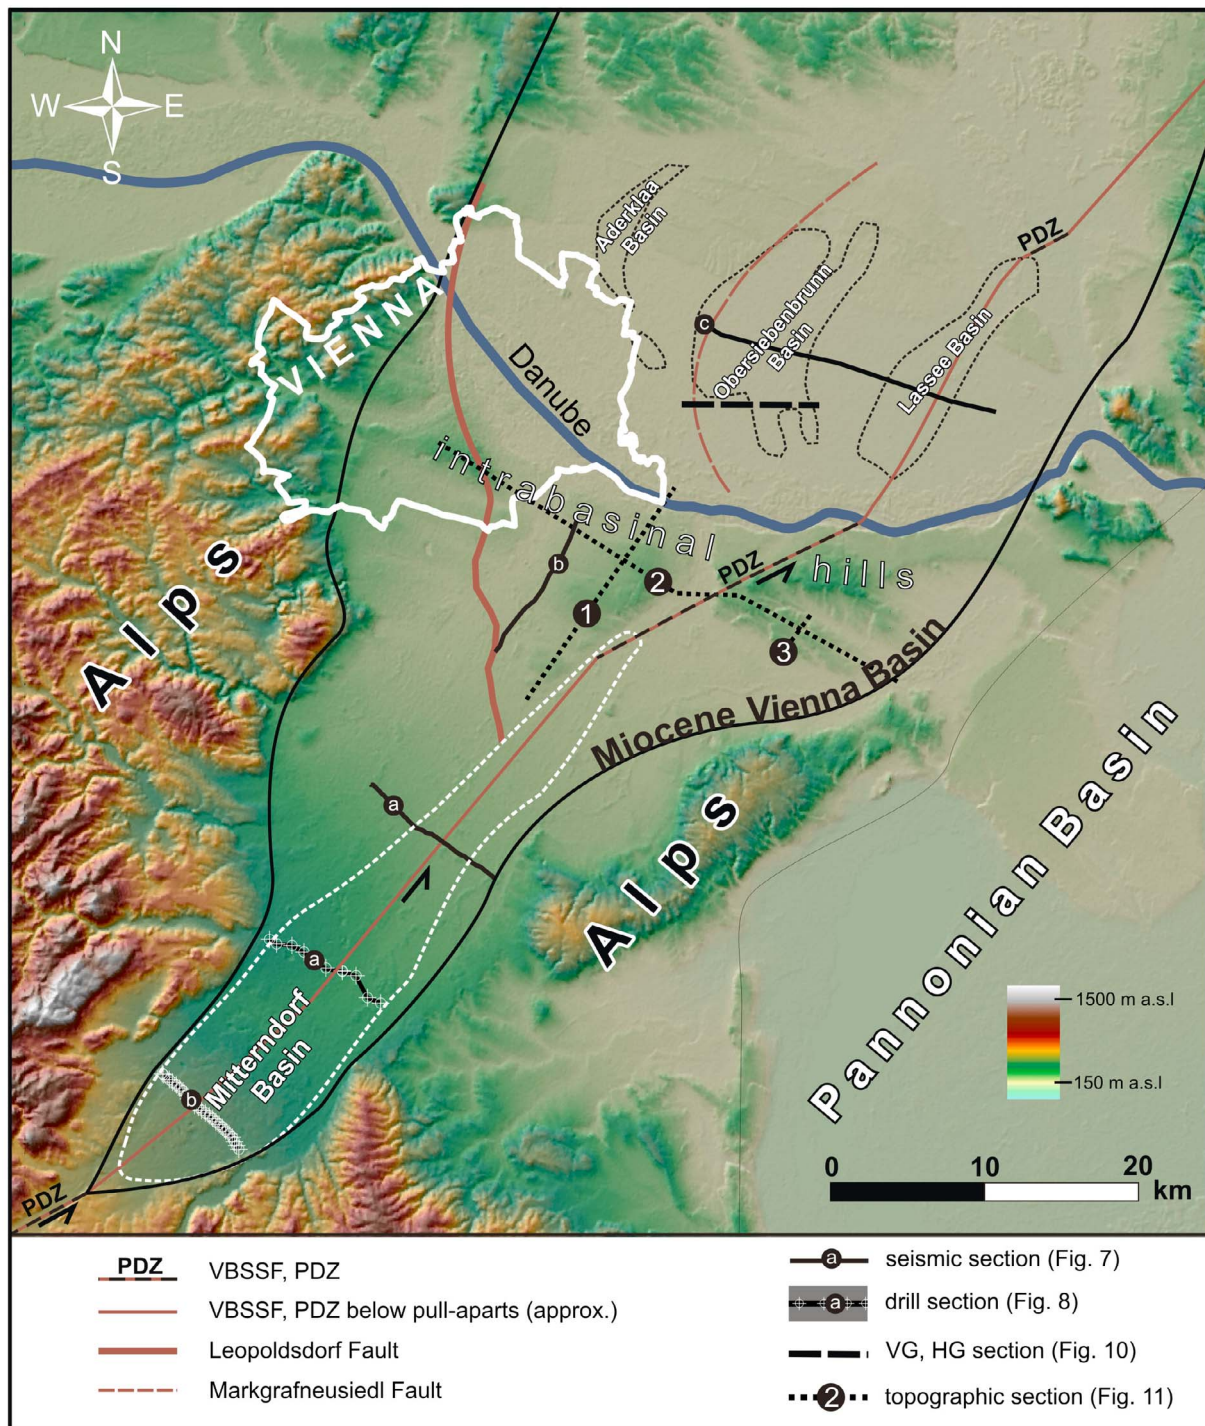 N
W E
S
Aderklaa
Basin
PDZ
VIENNA
Obersiebenbrunn
Basin
c
Lassee Basin
Danube
intrabasinal
hills
b
PDZ
2
1
3
Alps
Miocene Vienna Basin
a
Alps
Pannonian Basin
a
Mitterndorf
Basin
b
1500 m a.s.l
150 m a.s.l
PDZ
0 10 20
km
PDZ VBSSF, PDZ
VBSSF, PDZ below pull-aparts (approx.)
Leopoldsdorf Fault
Markgrafneusiedl Fault
a seismic section (Fig. 7)
a drill section (Fig. 8)
VG, HG section (Fig. 10)
2 topographic section (Fig. 11)